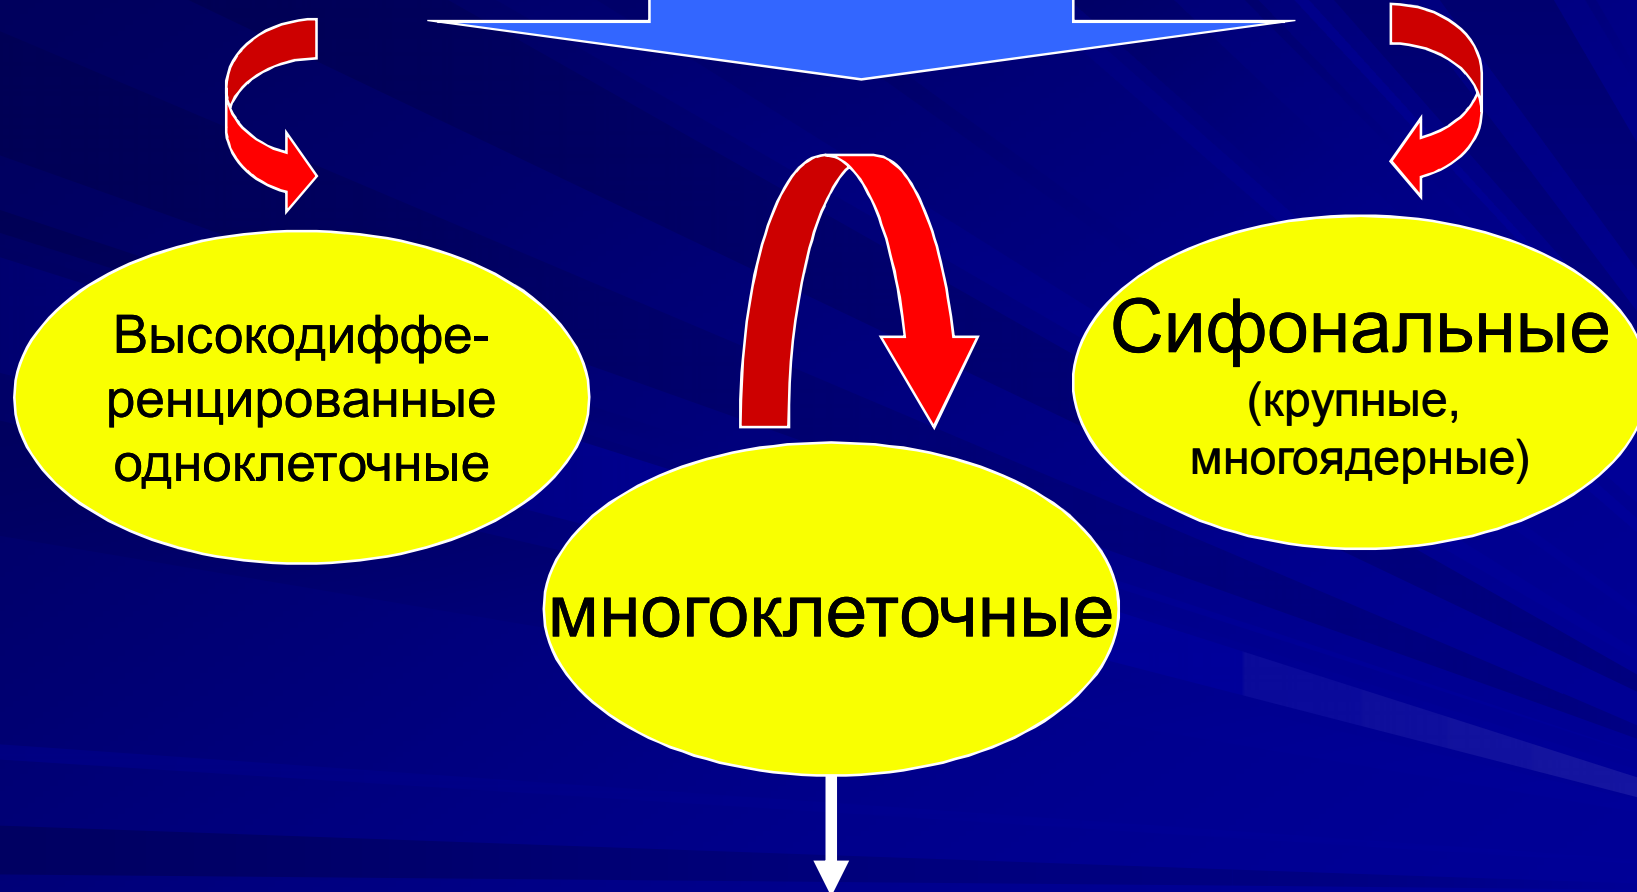 Высокодиффе-
ренцированные
одноклеточные
Сифональные
(крупные,
многоядерные)
многоклеточные